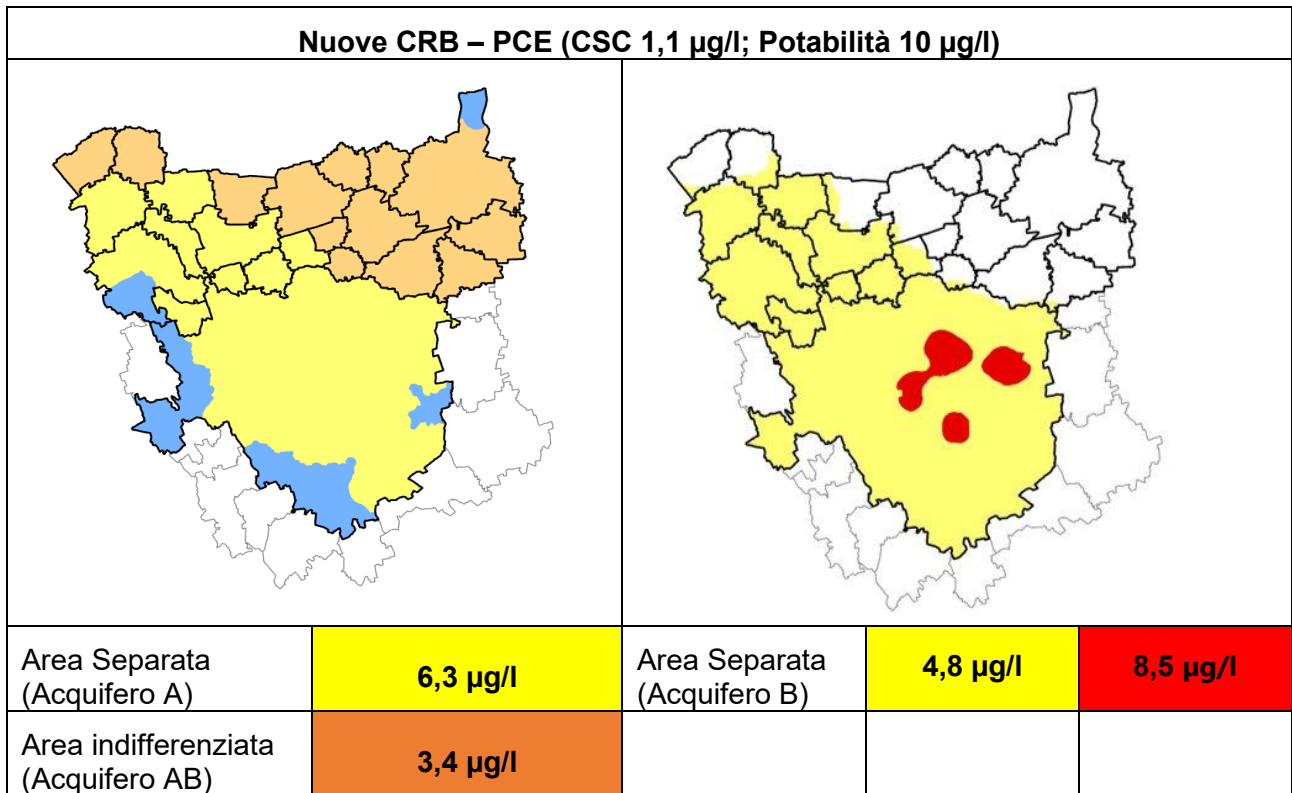 Nuove CRB – PCE (CSC 1,1 µg/l; Potabilità 10 µg/l)
Area Separata
(Acquifero A)
6,3 µg/l
Area Separata
(Acquifero B)
4,8 µg/l
8,5 µg/l
Area indifferenziata
(Acquifero AB)
3,4 µg/l